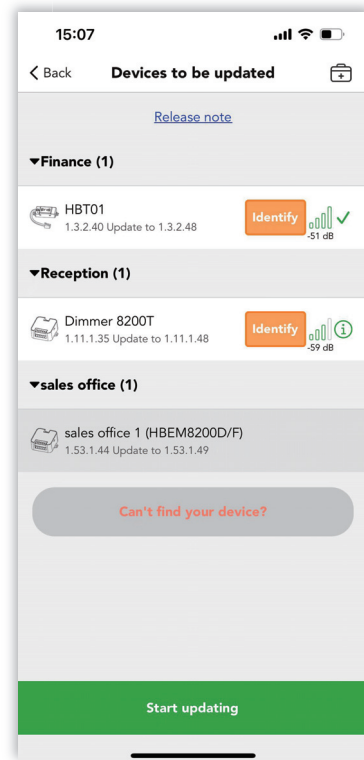 15:07
Back Devices to be updated
Release note
▾Finance (1)
HBT01
1.3.2.40 Update to 1.3.2.48
Identify
-51 dB
▾Reception (1)
Dimmer 8200T
1.11.1.35 Update to 1.11.1.48
Identify
-59 dB
▾sales office (1)
sales office 1 (HBEM8200D/F)
1.53.1.44 Update to 1.53.1.49
Can't find your device?
Start updating